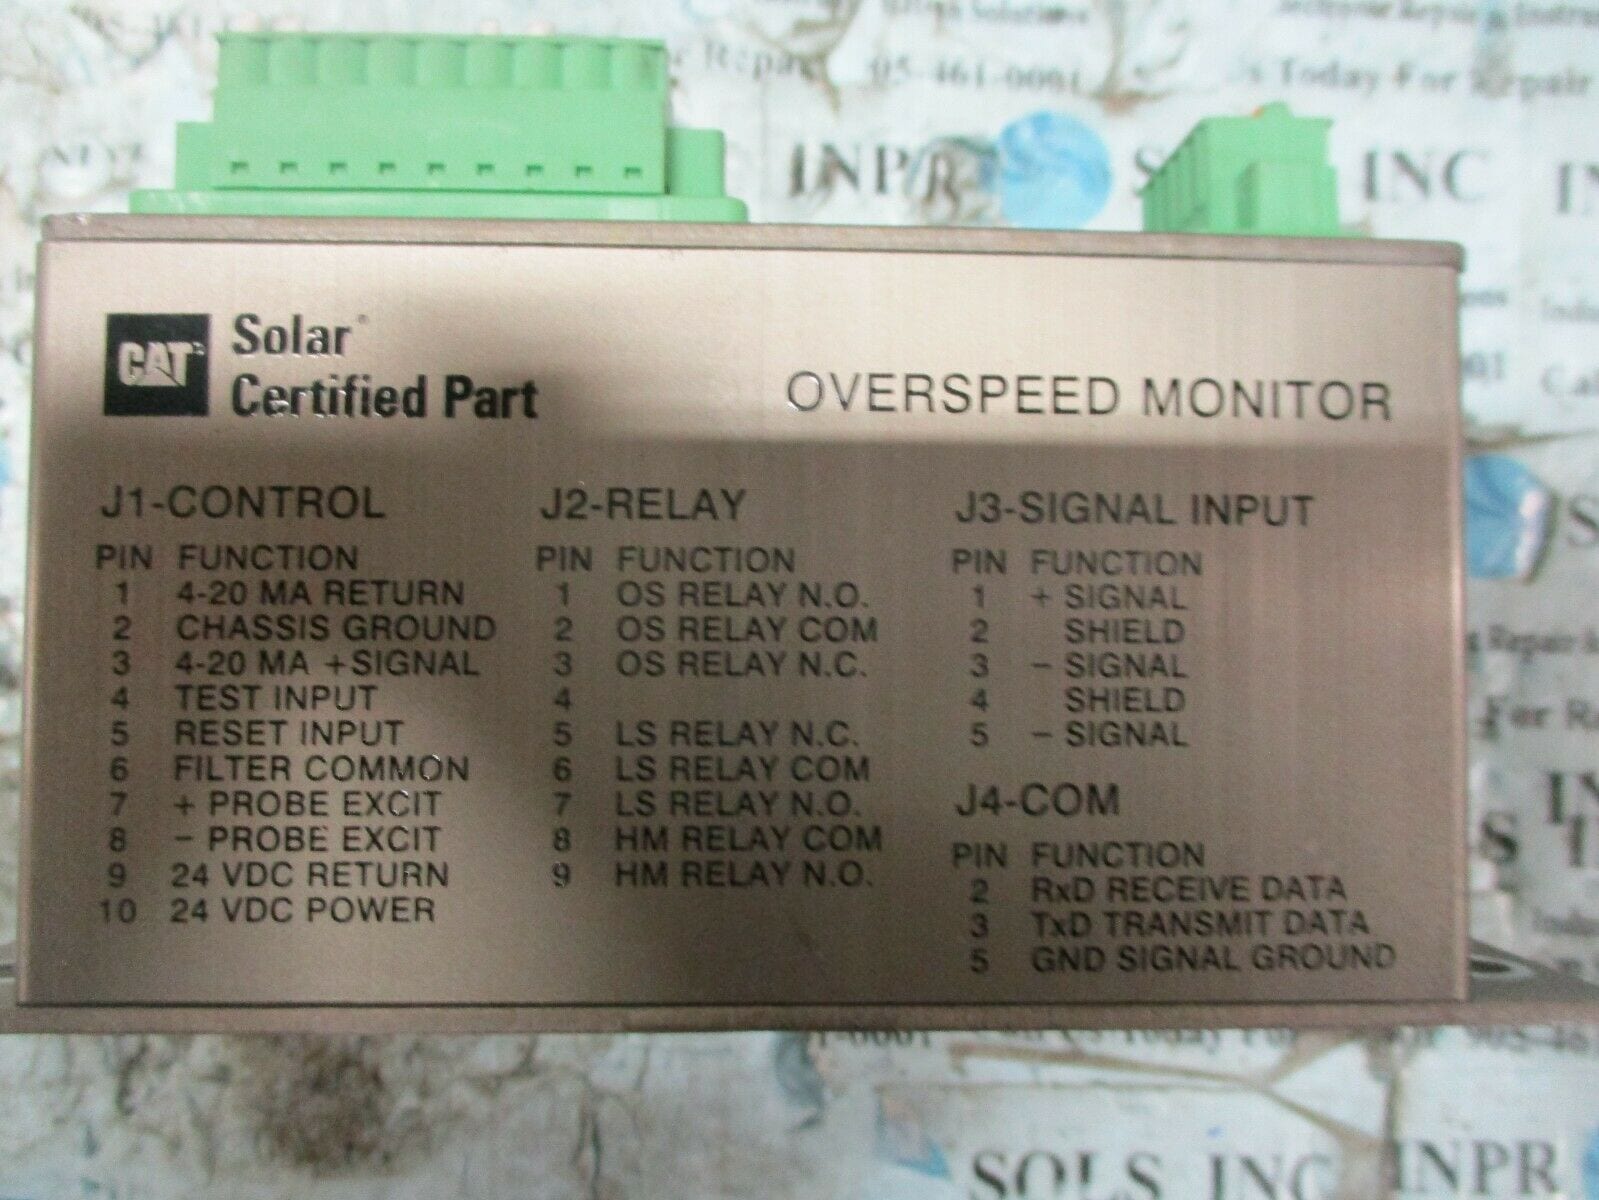 05-461-0001
s Today For Repair
INPR
S
INC
CAT
Solar
Certified Part
OVERSPEED MONITOR
J1-CONTROL
PIN FUNCTION
1 4-20 MA RETURN
2 CHASSIS GROUND
3 4-20 MA +SIGNAL
4 TEST INPUT
5 RESET INPUT
6 FILTER COMMON
7 + PROBE EXCIT
8 - PROBE EXCIT
9 24 VDC RETURN
10 24 VDC POWER
J2-RELAY
PIN FUNCTION
1 OS RELAY N.O.
2 OS RELAY COM
3 OS RELAY N.C.
4
5 LS RELAY N.C.
6 LS RELAY COM
7 LS RELAY N.O.
8 HM RELAY COM
9 HM RELAY N.O.
J3-SIGNAL INPUT
PIN FUNCTION
1 + SIGNAL
2 SHIELD
3 - SIGNAL
4 SHIELD
5 - SIGNAL
J4-COM
PIN FUNCTION
2 RxD RECEIVE DATA
3 TxD TRANSMIT DATA
5 GND SIGNAL GROUND
SOLS INC
INPR